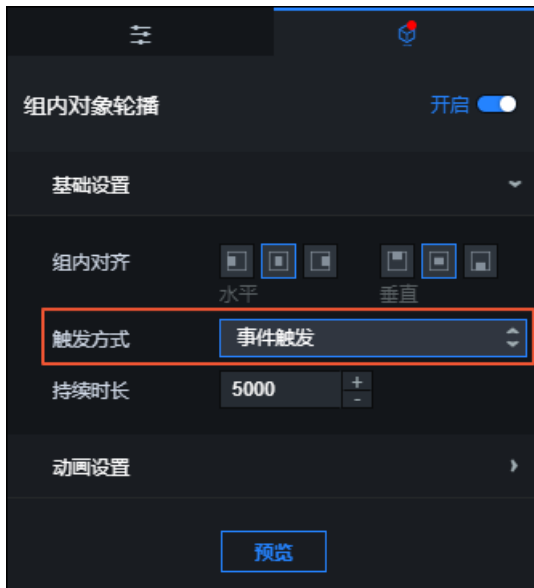 组内对象轮播 开启
基础设置
组内对齐
水平 垂直
触发方式 事件触发
持续时长 5000 + -
动画设置
预览